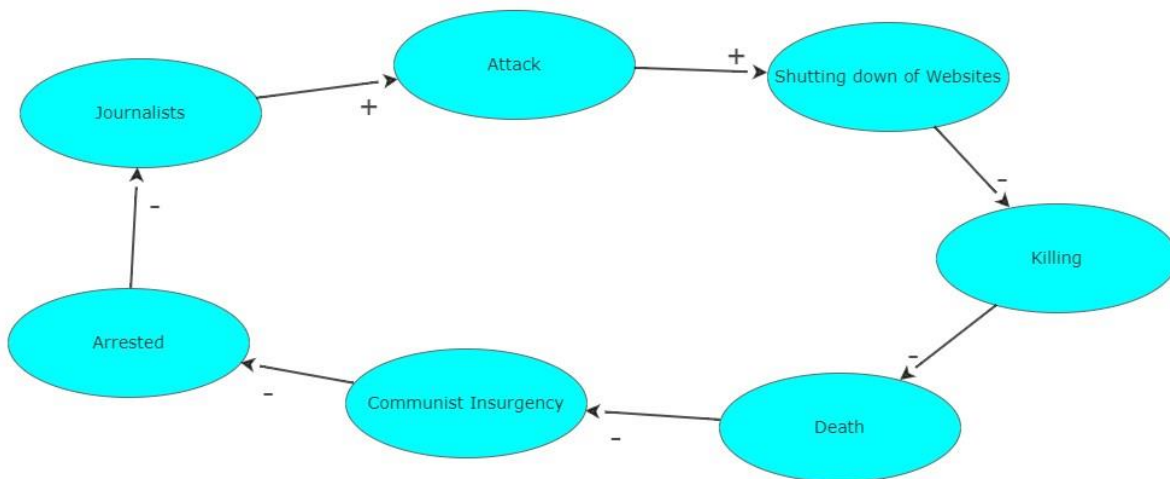 Attack
+
Shutting down of Websites
Journalists
+
-
-
Killing
Arrested
-
-
Communist Insurgency
-
Death